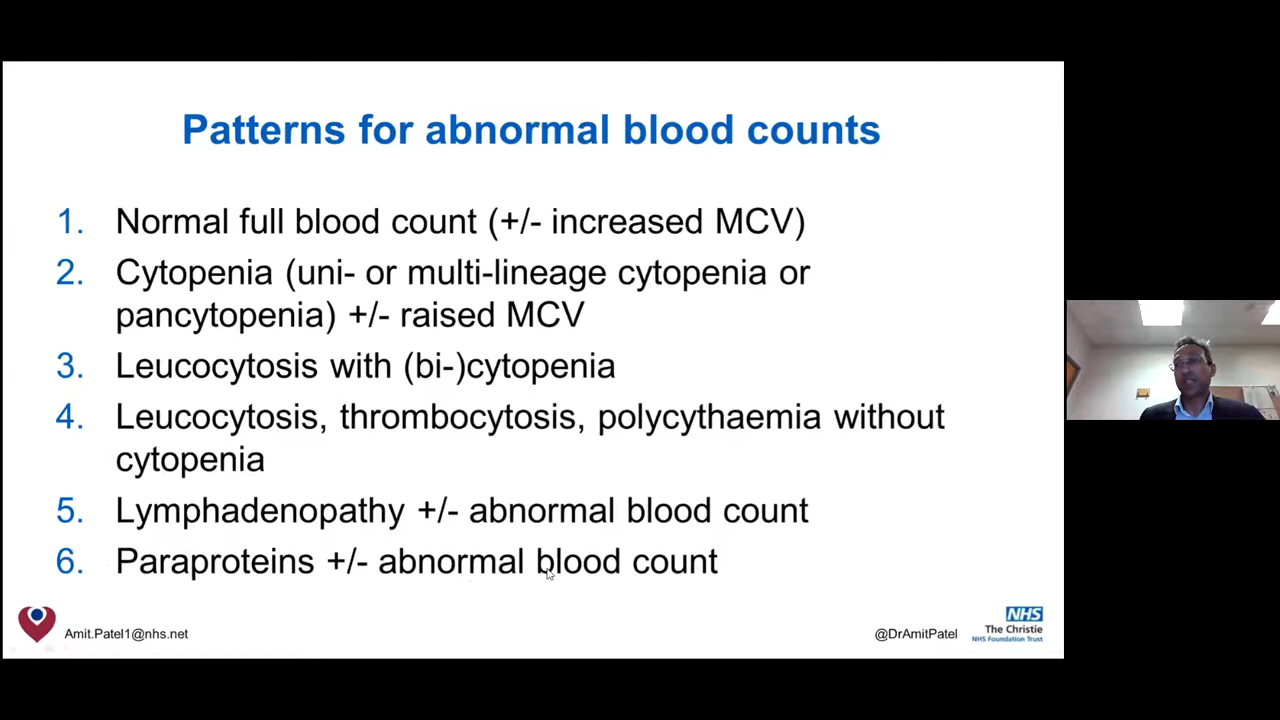 Patterns for abnormal blood counts
1. Normal full blood count (+/- increased MCV)
2. Cytopenia (uni- or multi-lineage cytopenia or
pancytopenia) +/- raised MCV
3. Leucocytosis with (bi-)cytopenia
4. Leucocytosis, thrombocytosis, polycythaemia without
cytopenia
5. Lymphadenopathy +/- abnormal blood count
6. Paraproteins +/- abnormal blood count
Amit.Patel1@nhs.net
@DrAmitPatel
NHS
The Christie
NHS Foundation Trust